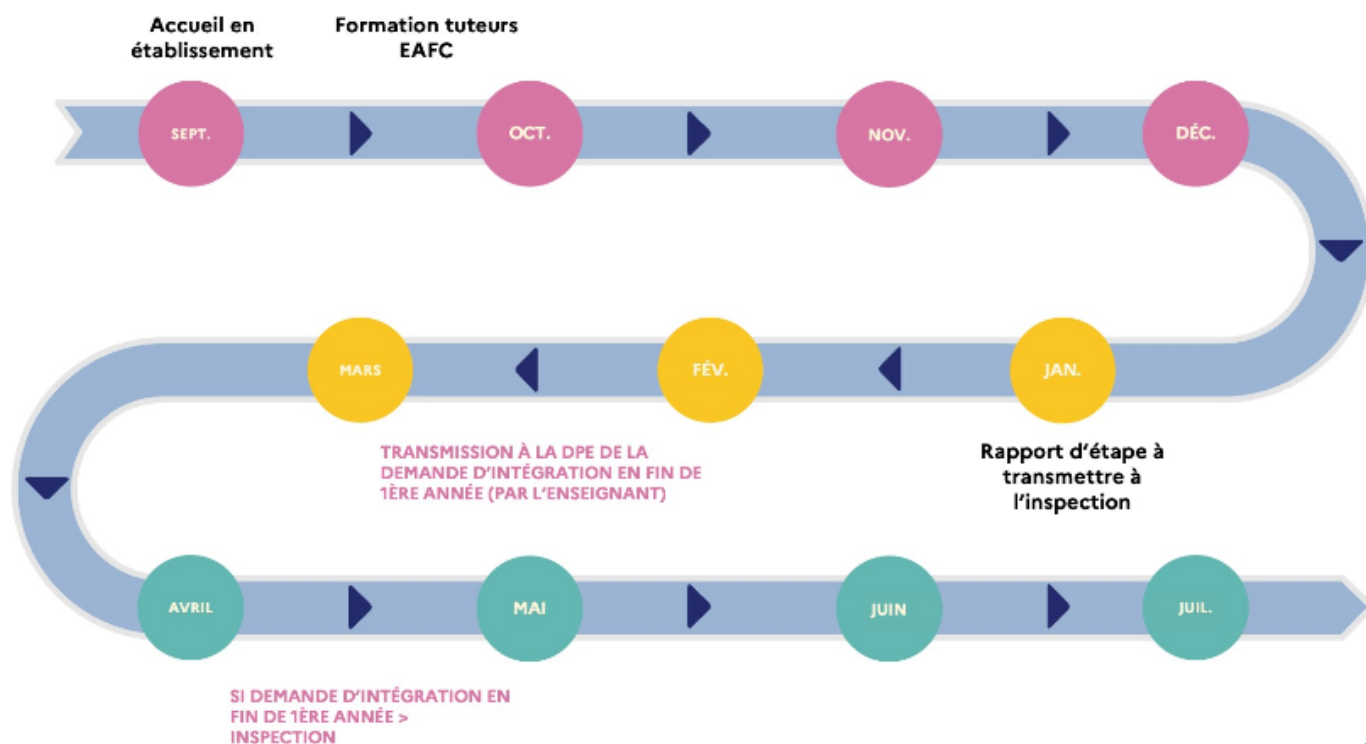 Accueil en
établissement
Formation tuteurs
EAFC
SEPT.
OCT.
NOV.
DÉC.
JAN.
FÉV.
MARS
Rapport d'étape à
transmettre à
l'inspection
TRANSMISSION À LA DPE DE LA
DEMANDE D'INTÉGRATION EN FIN DE
1ÈRE ANNÉE (PAR L'ENSEIGNANT)
AVRIL
MAI
JUIN
JUIL.
SI DEMANDE D'INTÉGRATION EN
FIN DE 1ÈRE ANNÉE >
INSPECTION